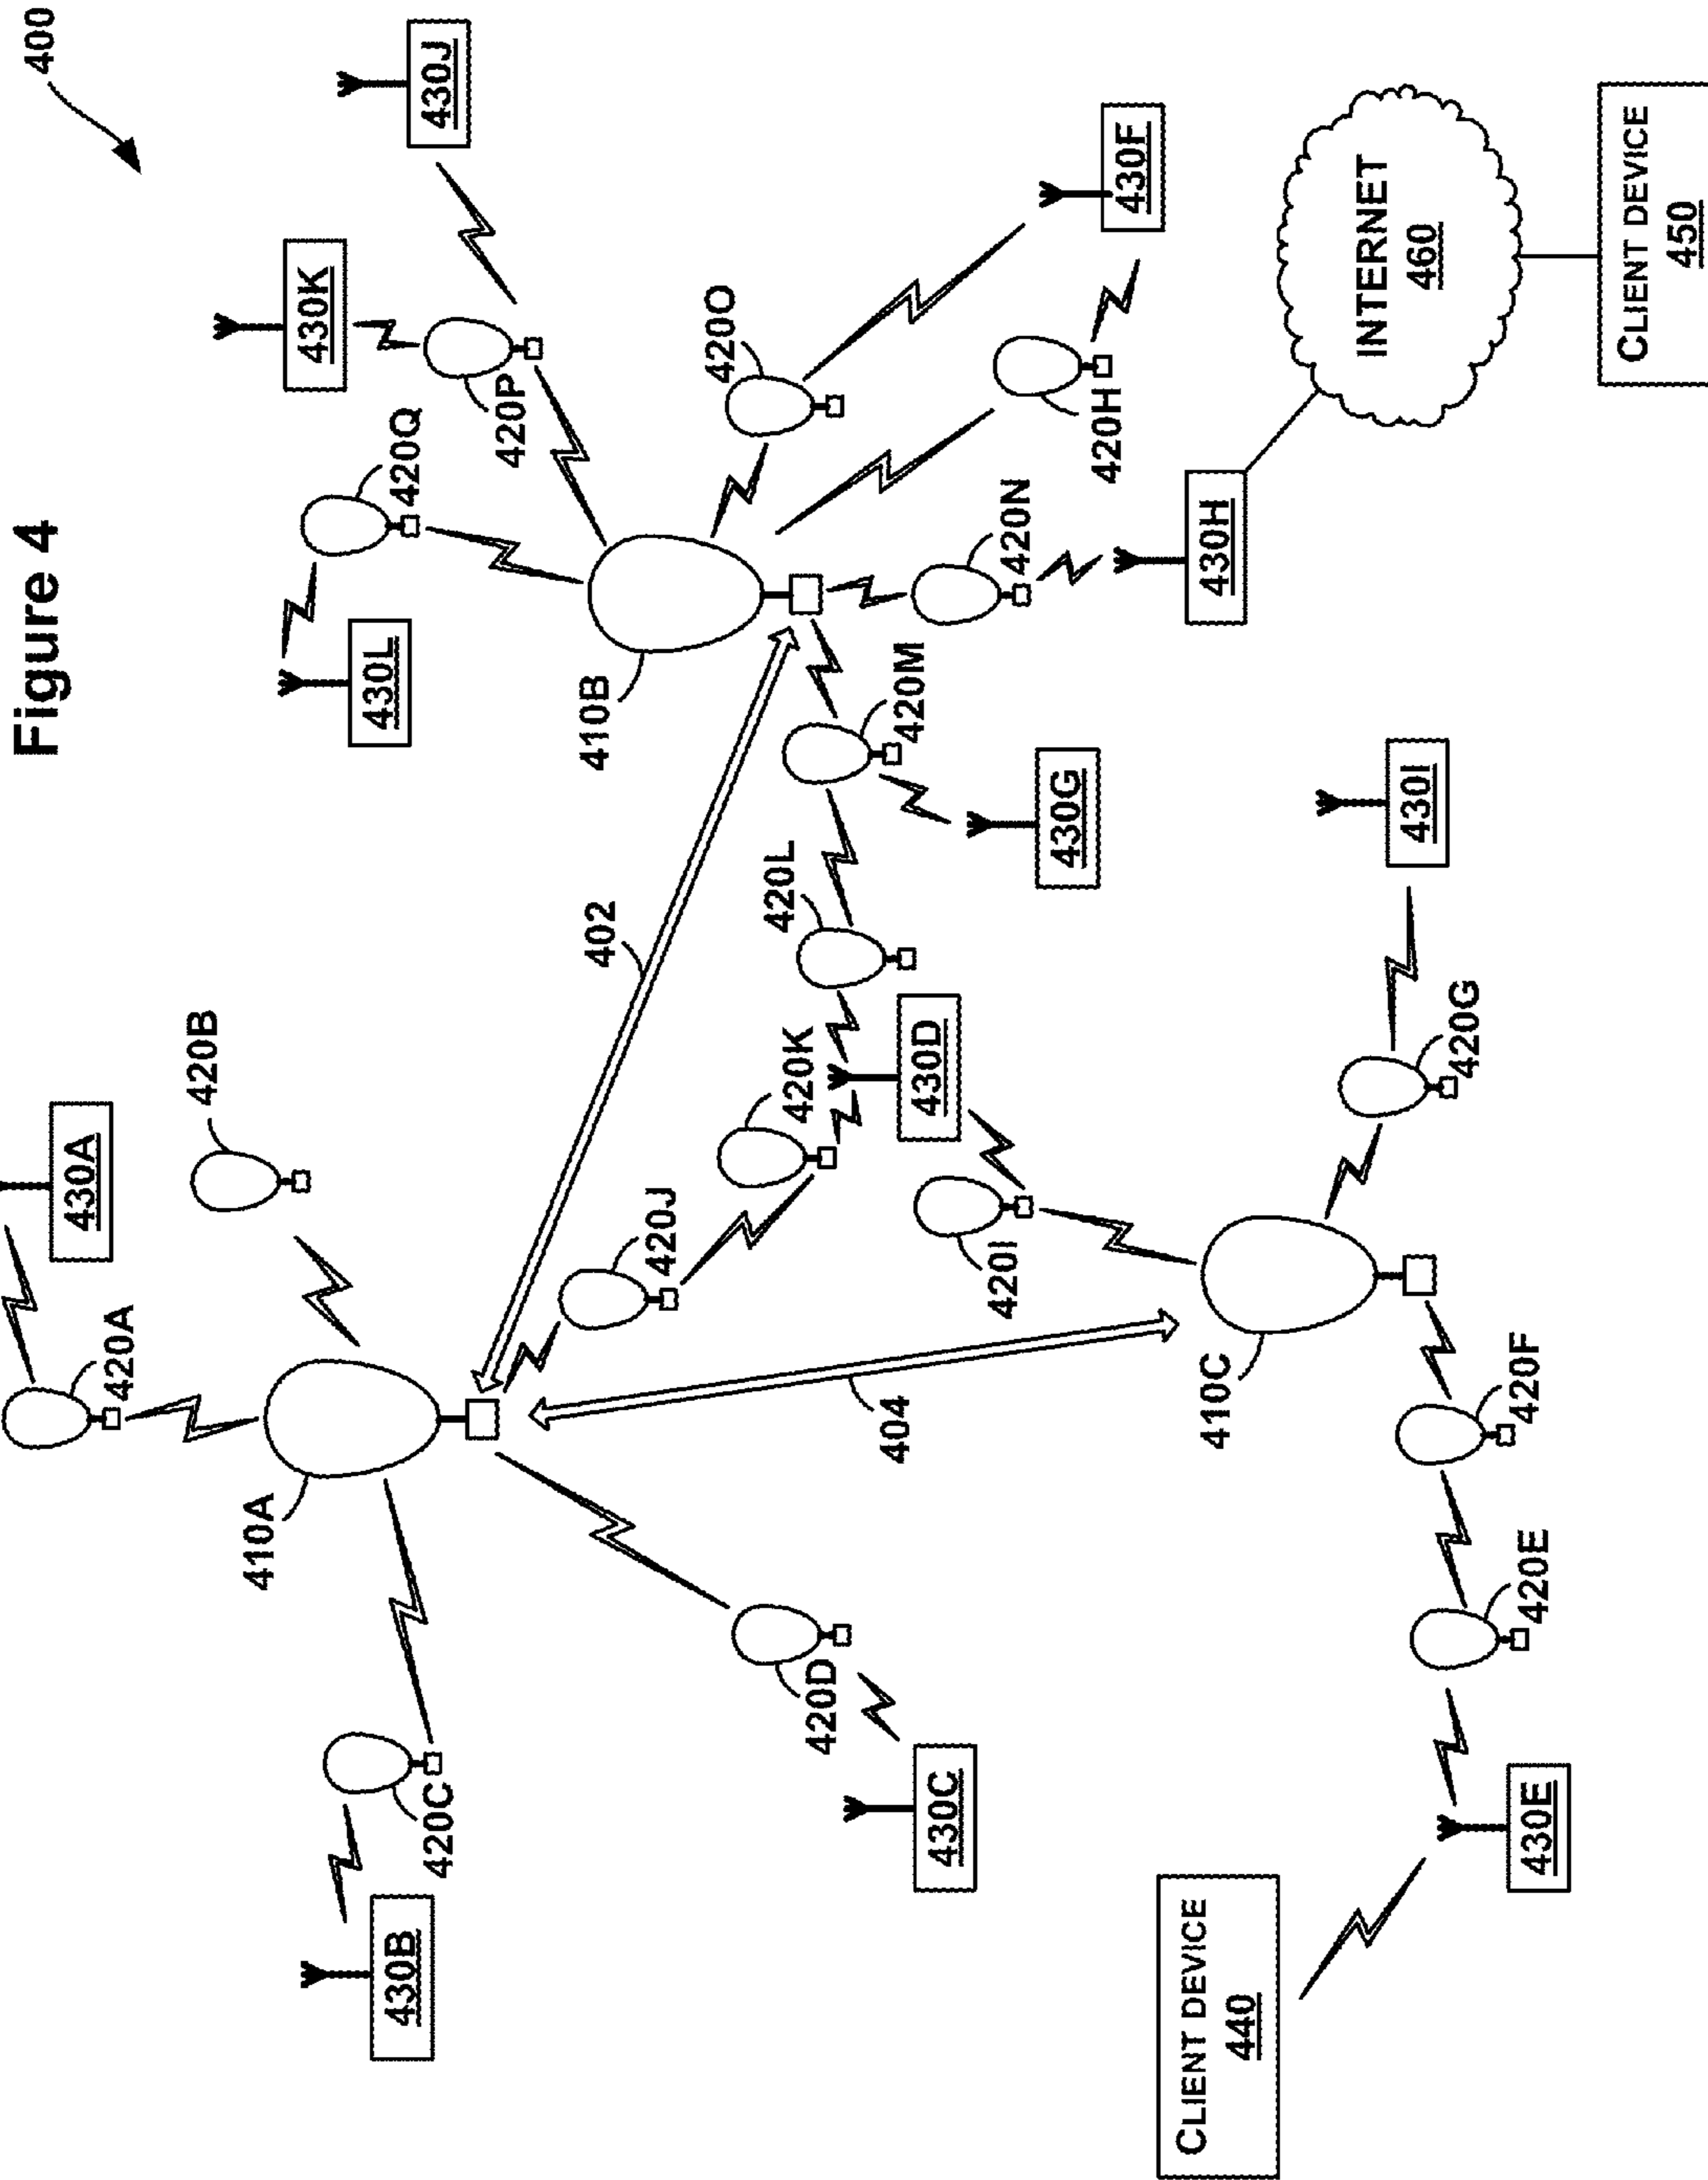 Figure 4
400
430A
420A
420B
410A
420C
430B
420D
430C
420J
420K
402
404
430D
420L
420M
430G
410B
430L
420Q
430K
420P
430J
420O
420H
430F
420N
430H
INTERNET
460
CLIENT DEVICE
450
420I
410C
420G
430I
420F
420E
430E
CLIENT DEVICE
440